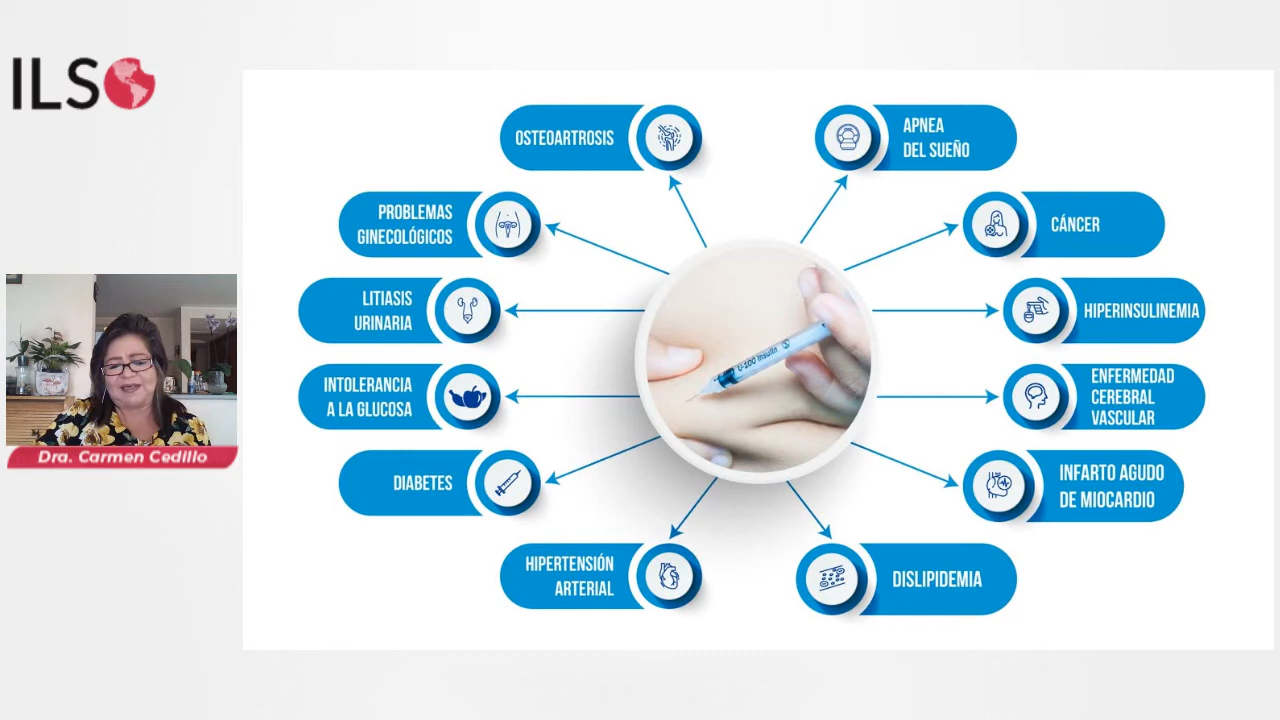 ILSO
OSTEOARTROSIS
APNEA
DEL SUEÑO
PROBLEMAS
GINECOLÓGICOS
CÁNCER
LITIASIS
URINARIA
HIPERINSULINEMIA
INTOLERANCIA
A LA GLUCOSA
ENFERMEDAD
CEREBRAL
VASCULAR
DIABETES
INFARTO AGUDO
DE MIOCARDIO
HIPERTENSIÓN
ARTERIAL
DISLIPIDEMIA
U-100 Insulin
Dra. Carmen Cedillo